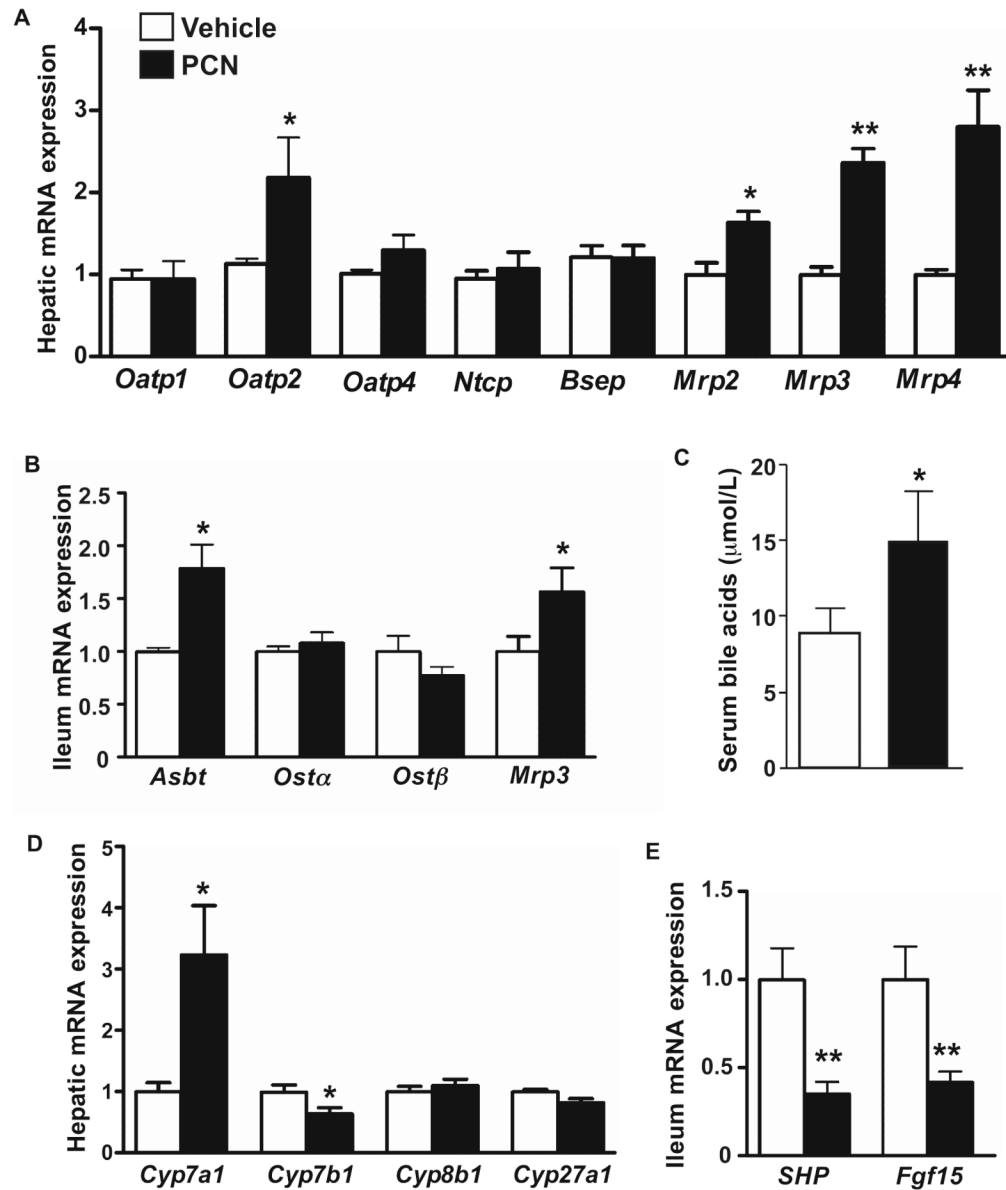 A
Vehicle
PCN
Hepatic mRNA expression
4
3
2
1
0
*
*
**
**
Oatp1 Oatp2 Oatp4 Ntcp Bsep Mrp2 Mrp3 Mrp4
B
Ileum mRNA expression
2.5
2.0
1.5
1.0
0.5
0
*
*
Asbt Ostα Ostβ Mrp3
C
Serum bile acids (μmol/L)
20
15
10
5
0
*
D
Hepatic mRNA expression
5
4
3
2
1
0
*
*
Cyp7a1 Cyp7b1 Cyp8b1 Cyp27a1
E
Ileum mRNA expression
1.5
1.0
0.5
0
**
**
SHP Fgf15